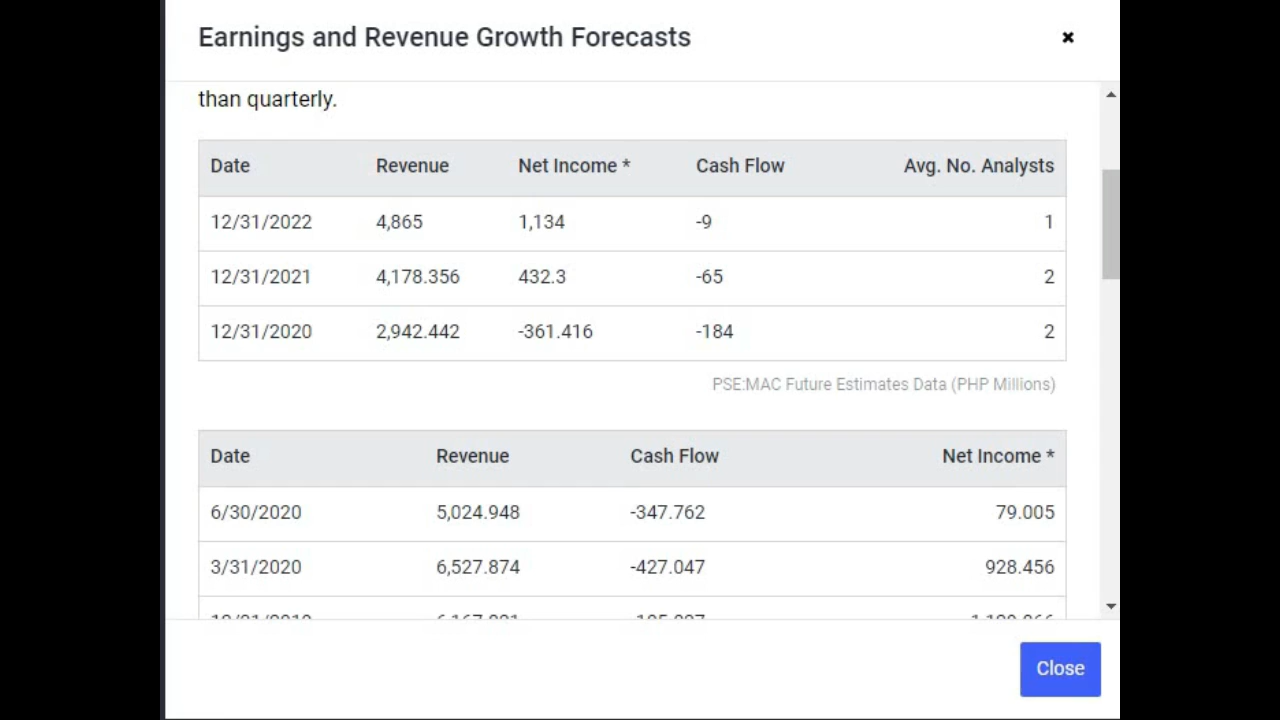 Earnings and Revenue Growth Forecasts
than quarterly.
Date Revenue Net Income * Cash Flow Avg. No. Analysts
12/31/2022 4,865 1,134 -9 1
12/31/2021 4,178.356 432.3 -65 2
12/31/2020 2,942.442 -361.416 -184 2
PSE:MAC Future Estimates Data (PHP Millions)
Date Revenue Cash Flow Net Income *
6/30/2020 5,024.948 -347.762 79.005
3/31/2020 6,527.874 -427.047 928.456
Close